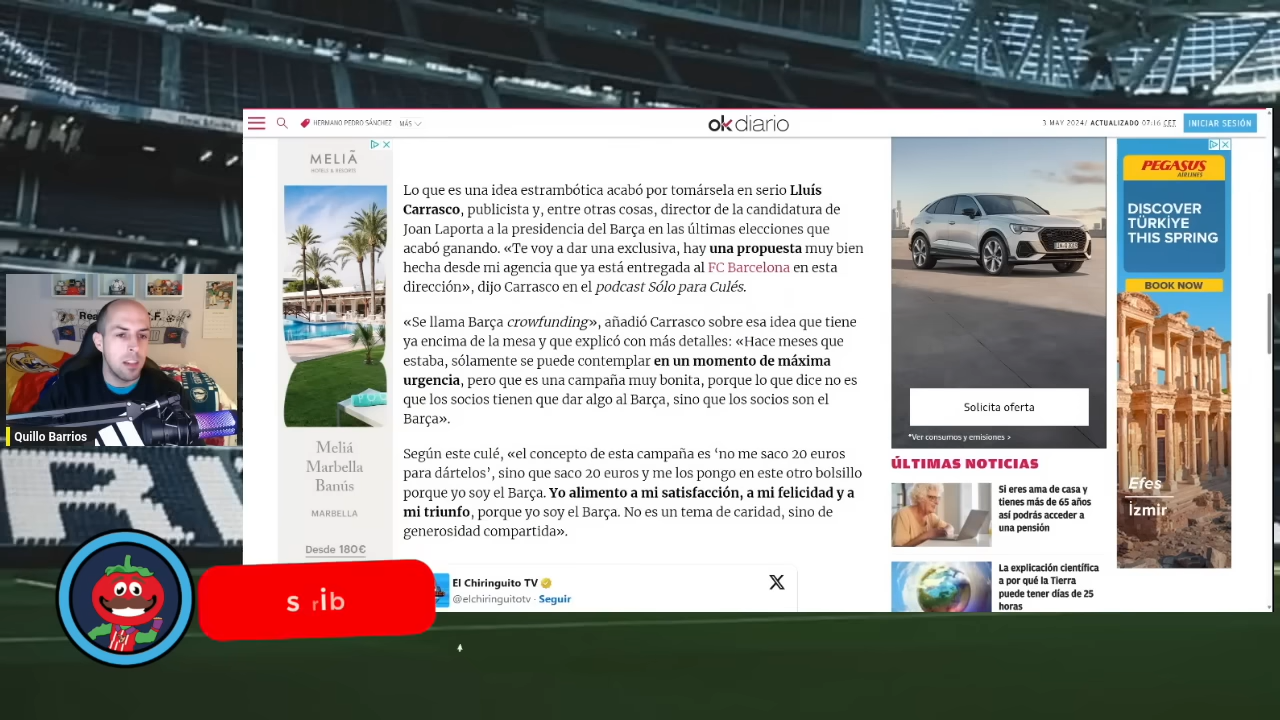 HERMANO PEDRO SÁNCHEZ
MÁS
okdiario
3 MAY 2024/ ACTUALIZADO 07:16 CET
INICIAR SESIÓN
MELIÃ
HOTELS & RESORTS
Meliá
Marbella
Banús
MARBELLA
Desde 180€
Lo que es una idea estrambótica acabó por tomársela en serio Lluís
Carrasco, publicista y, entre otras cosas, director de la candidatura de
Joan Laporta a la presidencia del Barça en las últimas elecciones que
acabó ganando. «Te voy a dar una exclusiva, hay una propuesta muy bien
hecha desde mi agencia que ya está entregada al FC Barcelona en esta
dirección», dijo Carrasco en el podcast Sólo para Culés.
«Se llama Barça crowfunding», añadió Carrasco sobre esa idea que tiene
ya encima de la mesa y que explicó con más detalles: «Hace meses que
estaba, sólamente se puede contemplar en un momento de máxima
urgencia, pero que es una campaña muy bonita, porque lo que dice no es
que los socios tienen que dar algo al Barça, sino que los socios son el
Barça».
Según este culé, «el concepto de esta campaña es ‘no me saco 20 euros
para dártelos’, sino que saco 20 euros y me los pongo en este otro bolsillo
porque yo soy el Barça. Yo alimento a mi satisfacción, a mi felicidad y a
mi triunfo, porque yo soy el Barça. No es un tema de caridad, sino de
generosidad compartida».
El Chiringuito TV
@elchiringuitotv · Seguir
Solicita oferta
*Ver consumos y emisiones >
ÚLTIMAS NOTICIAS
Si eres ama de casa y
tienes más de 65 años
así podrás acceder a
una pensión
La explicación científica
a por qué la Tierra
puede tener días de 25
horas
PEGASUS
AIRLINES
DISCOVER
TÜRKİYE
THIS SPRING
BOOK NOW
Efes
İzmir
Quillo Barrios
s rib